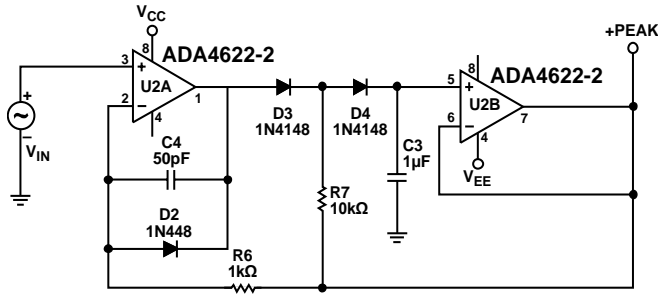 +PEAK
VCC
ADA4622-2
8
3
+
U2A
2
–
1
4
VIN
+
–
C4
50pF
D2
1N448
R6
1kΩ
D3
1N4148
D4
1N4148
R7
10kΩ
C3
1µF
8
ADA4622-2
5
+
U2B
6
–
7
4
VEE